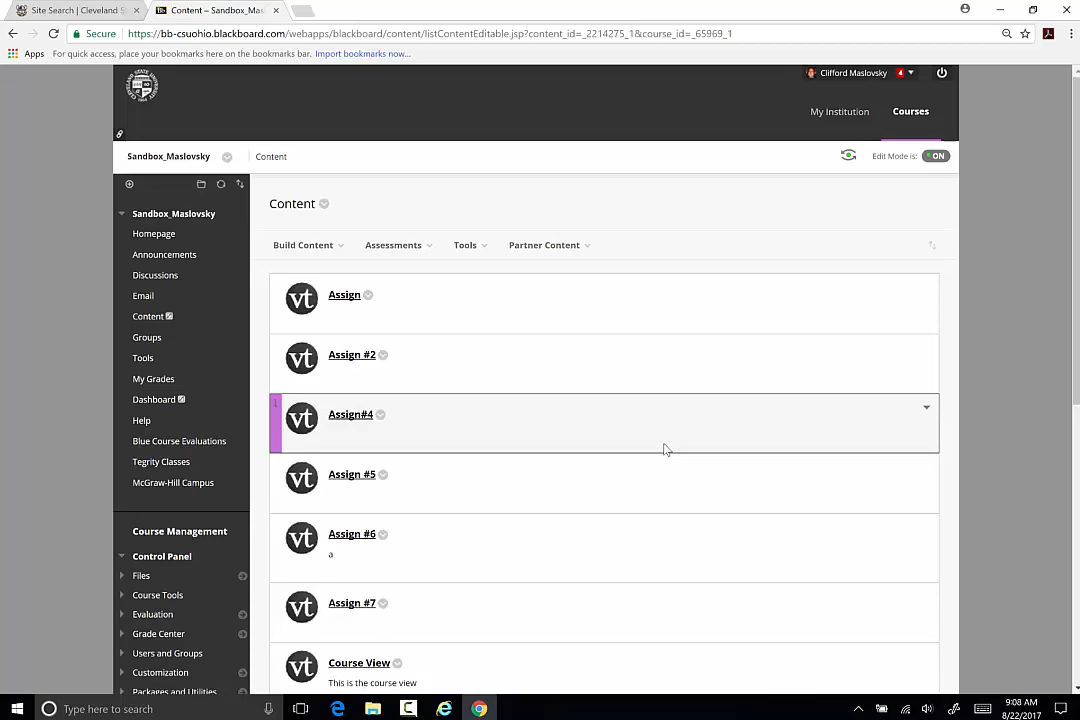 Site Search | Cleveland S
Content – Sandbox_Masl
Secure
https://bb-csuohio.blackboard.com/webapps/blackboard/content/listContentEditable.jsp?content_id=_2214275_1&course_id=_65969_1
Apps
For quick access, place your bookmarks here on the bookmarks bar. Import bookmarks now...
Clifford Maslovsky
4
My Institution
Courses
Sandbox_Maslovsky
Content
Edit Mode is:
ON
Sandbox_Maslovsky
Homepage
Announcements
Discussions
Email
Content
Groups
Tools
My Grades
Dashboard
Help
Blue Course Evaluations
Tegrity Classes
McGraw-Hill Campus
Course Management
Control Panel
Files
Course Tools
Evaluation
Grade Center
Users and Groups
Customization
Packages and Utilities
Content
Build Content
Assessments
Tools
Partner Content
vt
Assign
vt
Assign #2
vt
Assign#4
vt
Assign #5
vt
Assign #6
a
vt
Assign #7
vt
Course View
This is the course view
Type here to search
9:08 AM
8/22/2017